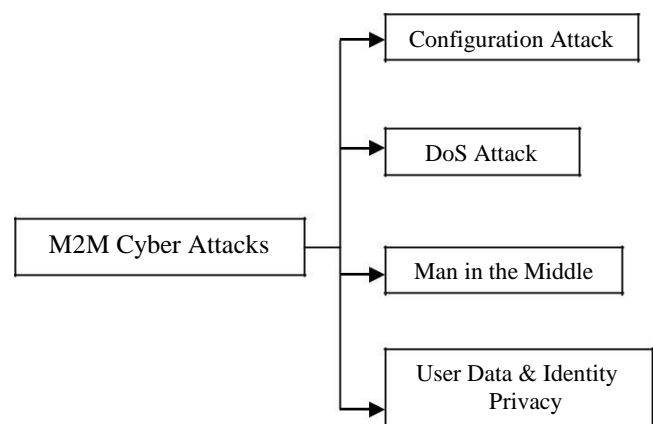 Configuration Attack
DoS Attack
M2M Cyber Attacks
Man in the Middle
User Data & Identity
Privacy